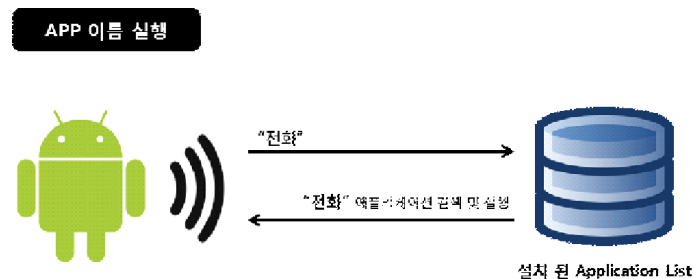 APP 이름 실행
“전화”
“전화” 애플리케이션 검색 및 실행
설치 된 Application List